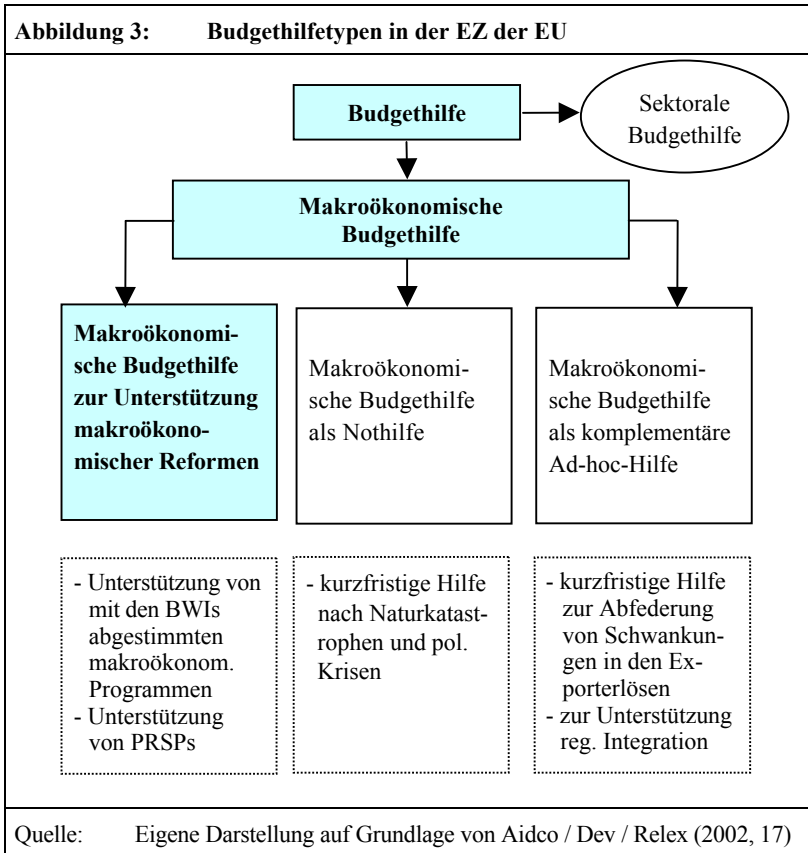 Abbildung 3: Budgethilfetypen in der EZ der EU
Budgethilfe
Sektorale
Budgethilfe
Makroökonomische
Budgethilfe
Makroökonomi-
sche Budgethilfe
zur Unterstützung
makroökono-
mischer Reformen
Makroökonomi-
sche Budgethilfe
als Nothilfe
Makroökonomi-
sche Budgethilfe
als komplementäre
Ad-hoc-Hilfe
- Unterstützung von
mit den BWIs
abgestimmten
makroökonom.
Programmen
- Unterstützung
von PRSPs
- kurzfristige Hilfe
nach Naturkatast-
rophen und pol.
Krisen
- kurzfristige Hilfe
zur Abfederung
von Schwankun-
gen in den Ex-
porterlösen
- zur Unterstützung
reg. Integration
Quelle: Eigene Darstellung auf Grundlage von Aidco / Dev / Relex (2002, 17)